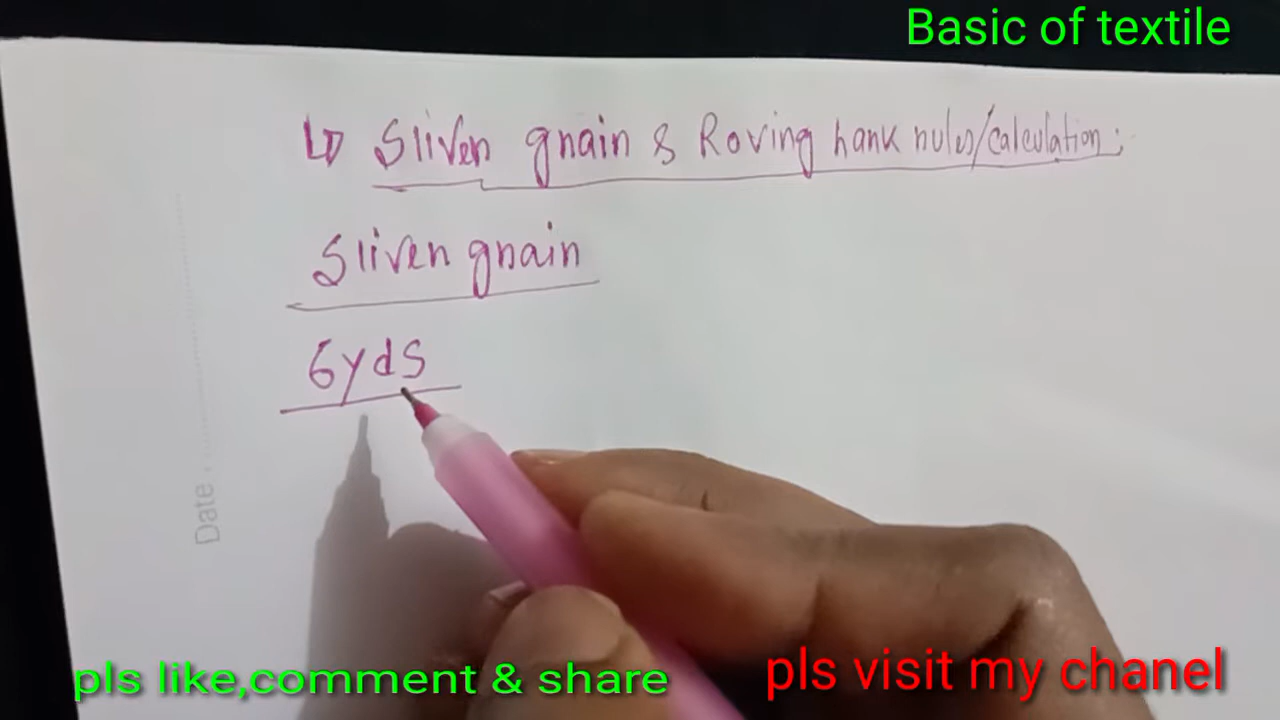 Basic of textile
Sliver grain & Roving hank rules/calculation:
Sliver grain
6yds
Date :
pls like,comment & share
pls visit my chanel